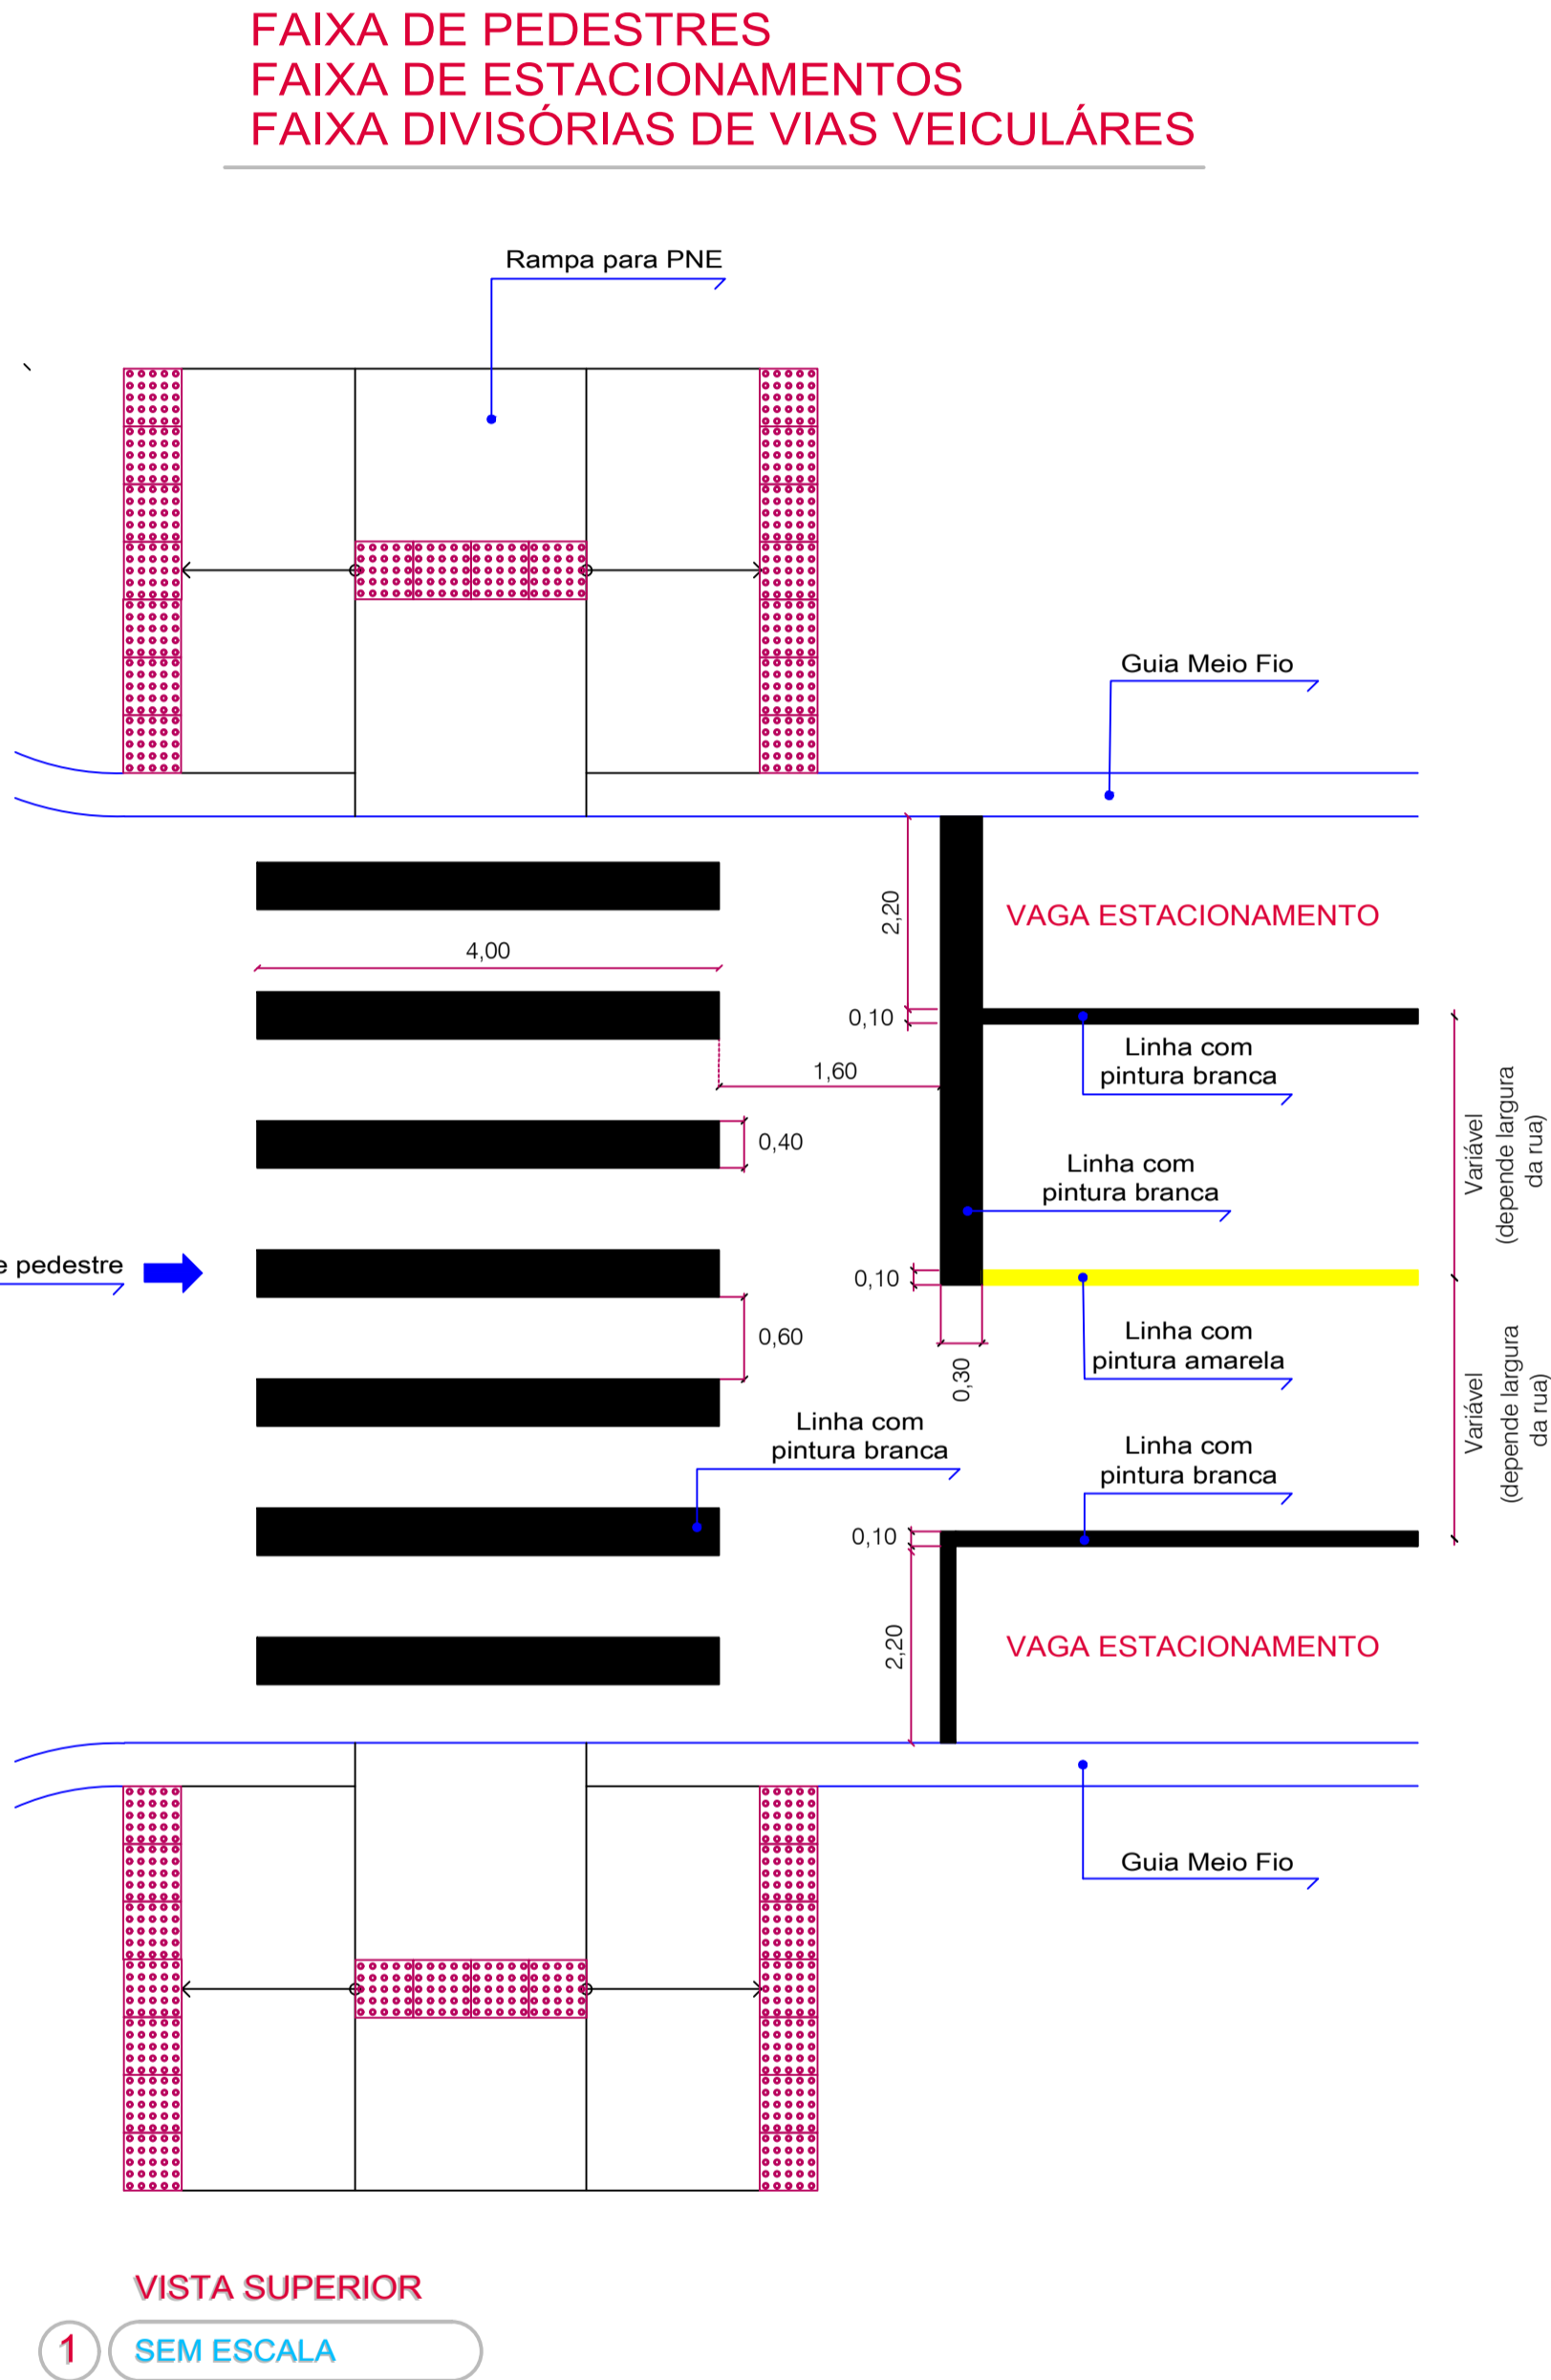 FAIXA DE PEDESTRES
FAIXA DE ESTACIONAMENTOS
FAIXA DIVISÓRIAS DE VIAS VEICULÁRES
Rampa para PNE
Guia Meio Fio
2,20
VAGA ESTACIONAMENTO
4,00
0,10
Linha com
pintura branca
1,60
0,40
Variável
(depende largura
da rua)
Linha com
pintura branca
e pedestre
0,10
0,60
Linha com
pintura amarela
0,30
Variável
(depende largura
da rua)
Linha com
pintura branca
Linha com
pintura branca
0,10
2,20
VAGA ESTACIONAMENTO
Guia Meio Fio
VISTA SUPERIOR
1
SEM ESCALA